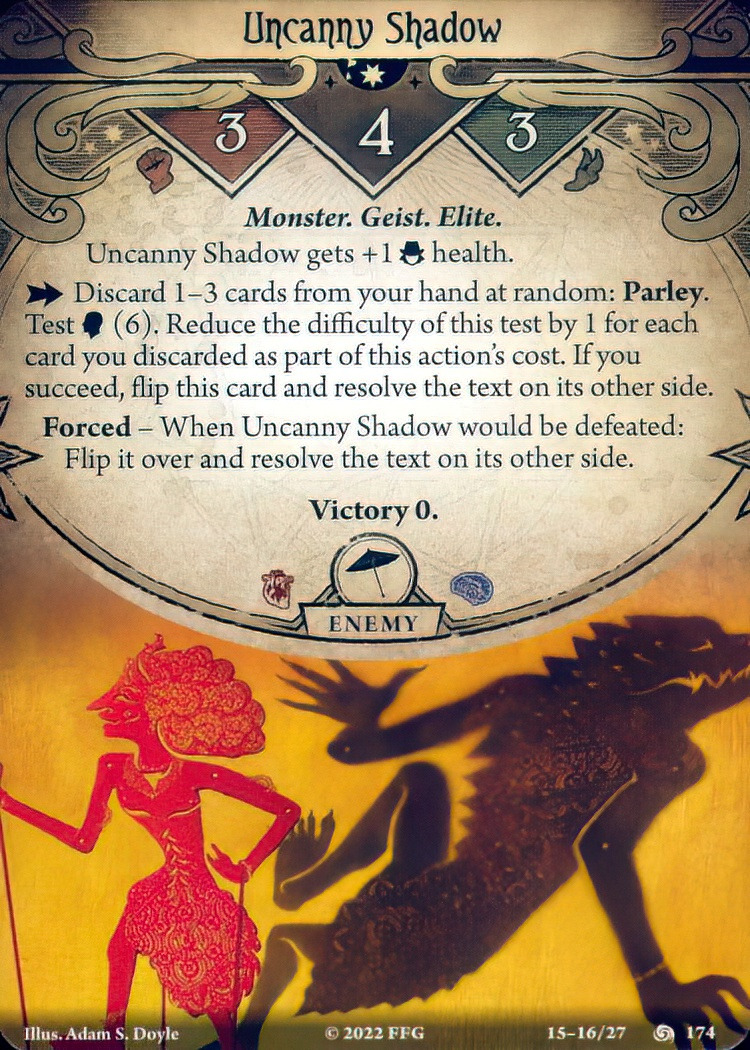 Uncanny Shadow
3 4 3
Monster. Geist. Elite.
Uncanny Shadow gets +1 health.
Discard 1–3 cards from your hand at random: Parley.
Test (6). Reduce the difficulty of this test by 1 for each
card you discarded as part of this action's cost. If you
succeed, flip this card and resolve the text on its other side.
Forced – When Uncanny Shadow would be defeated:
Flip it over and resolve the text on its other side.
Victory 0.
ENEMY
Illus. Adam S. Doyle © 2022 FFG 15–16/27 174